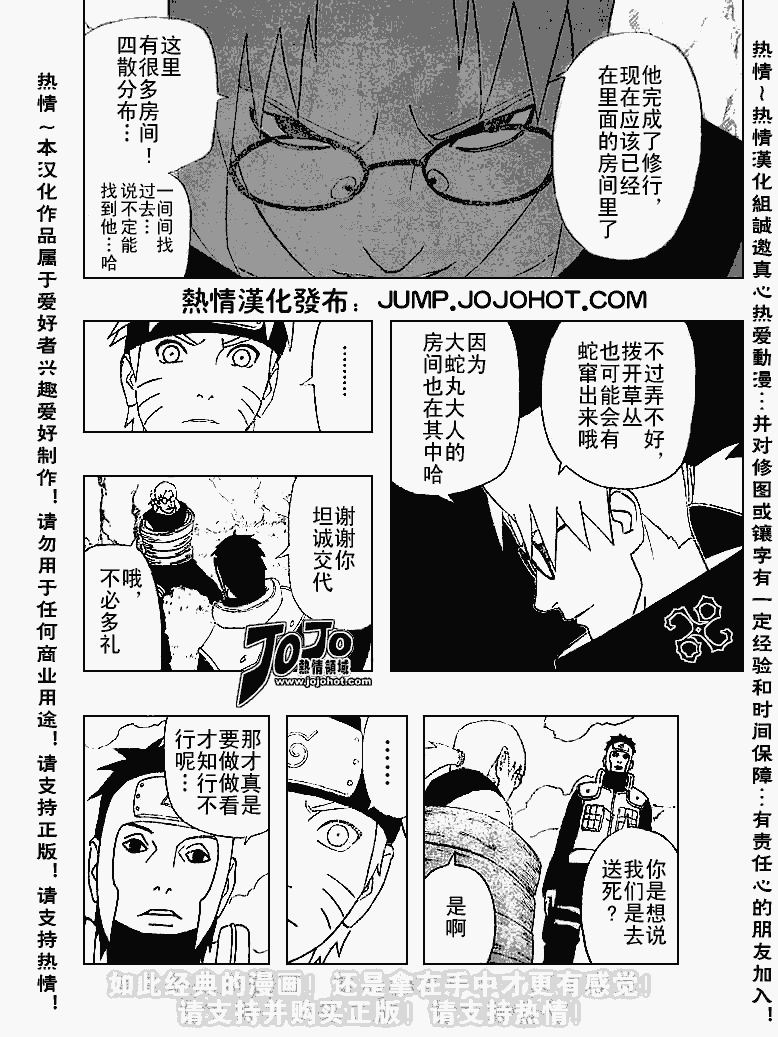 他完成了修行，
现在应该已经
在里面的房间里了
这里
有很多房间！
四散分布…
一间间找
过去…
说不定能
找到他…哈
熱情漢化發布：JUMP.JOJOHOT.COM
不过弄不好，
拨开草丛
也可能会有
蛇窜出来哦
因为
大蛇丸大人的
房间也在其中哈
……
谢谢你
坦诚交代
哦，
不必多礼
JOJO
熱情領域
www.jojohot.com
你是想说
我们是去
送死？
是啊
……
那才真是
要做做看
才知行不
行呢…
如此经典的漫画！还是拿在手中才更有感觉！
请支持并购买正版！请支持热情！
热情～热情漢化組誠邀真心热爱動漫…并对修图或镶字有一定经验和时间保障…有责任心的朋友加入！
热情～本汉化作品属于爱好者兴趣爱好制作！请勿用于任何商业用途！请支持正版！请支持热情！